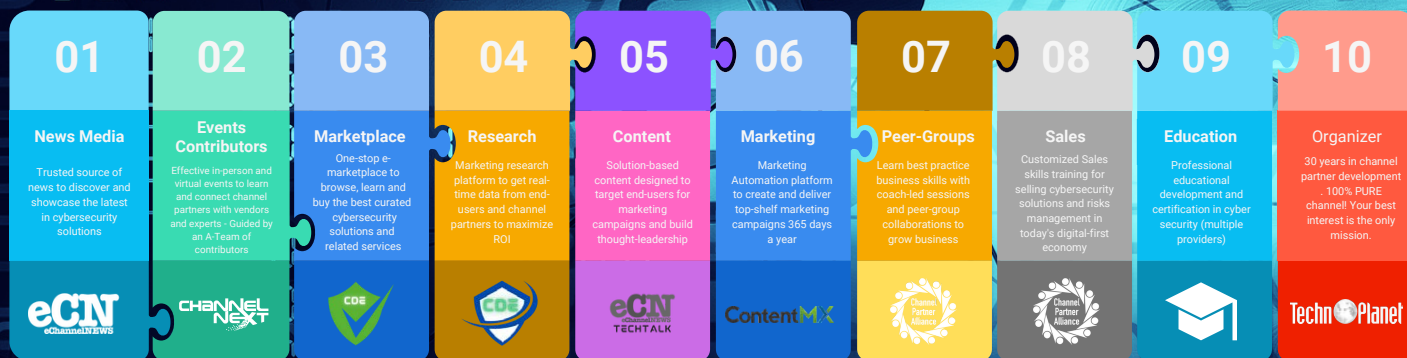 01
News Media
Trusted source of
news to discover and
showcase the latest
in cybersecurity
solutions
eCN
eChannelNEWS
02
Events
Contributors
Effective in-person and
virtual events to learn
and connect channel
partners with vendors
and experts - Guided by
an A-Team of
contributors
CHANNEL
NEXT
03
Marketplace
One-stop e-
marketplace to
browse, learn and
buy the best curated
cybersecurity
solutions and
related services
CDE
04
Research
Marketing research
platform to get real-
time data from end-
users and channel
partners to maximize
ROI
CDE
05
Content
Solution-based
content designed to
target end-users for
marketing
campaigns and build
thought-leadership
eCN
eChannelNEWS
TECHTALK
06
Marketing
Marketing
Automation platform
to create and deliver
top-shelf marketing
campaigns 365 days
a year
ContentMX
07
Peer-Groups
Learn best practice
business skills with
coach-led sessions
and peer-group
collaborations to
grow business
Channel
Partner
Alliance
08
Sales
Customized Sales
skills training for
selling cybersecurity
solutions and risks
management in
today's digital-first
economy
Channel
Partner
Alliance
09
Education
Professional
educational
development and
certification in cyber
security (multiple
providers)
10
Organizer
30 years in channel
partner development
. 100% PURE
channel! Your best
interest is the only
mission.
TechnoPlanet